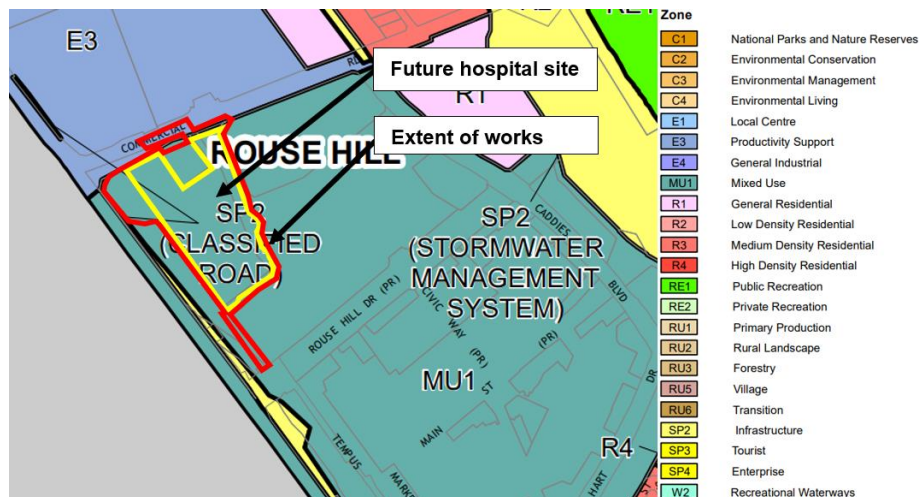 E3
COMMERCIAL
RD
Future hospital site
R1
Extent of works
ROUSE HILL
SP2
(CLASSIFIED
ROAD)
SP2
(STORMWATER
MANAGEMENT
SYSTEM)
CADDIES
BLVD
ROUSE HILL DR (PR)
CIVIC WAY (PR)
(PR)
MAIN ST
MU1
DR
R4
TEMPUS
HART
ST
Zone
C1 National Parks and Nature Reserves
C2 Environmental Conservation
C3 Environmental Management
C4 Environmental Living
E1 Local Centre
E3 Productivity Support
E4 General Industrial
MU1 Mixed Use
R1 General Residential
R2 Low Density Residential
R3 Medium Density Residential
R4 High Density Residential
RE1 Public Recreation
RE2 Private Recreation
RU1 Primary Production
RU2 Rural Landscape
RU3 Forestry
RU5 Village
RU6 Transition
SP2 Infrastructure
SP3 Tourist
SP4 Enterprise
W2 Recreational Waterways